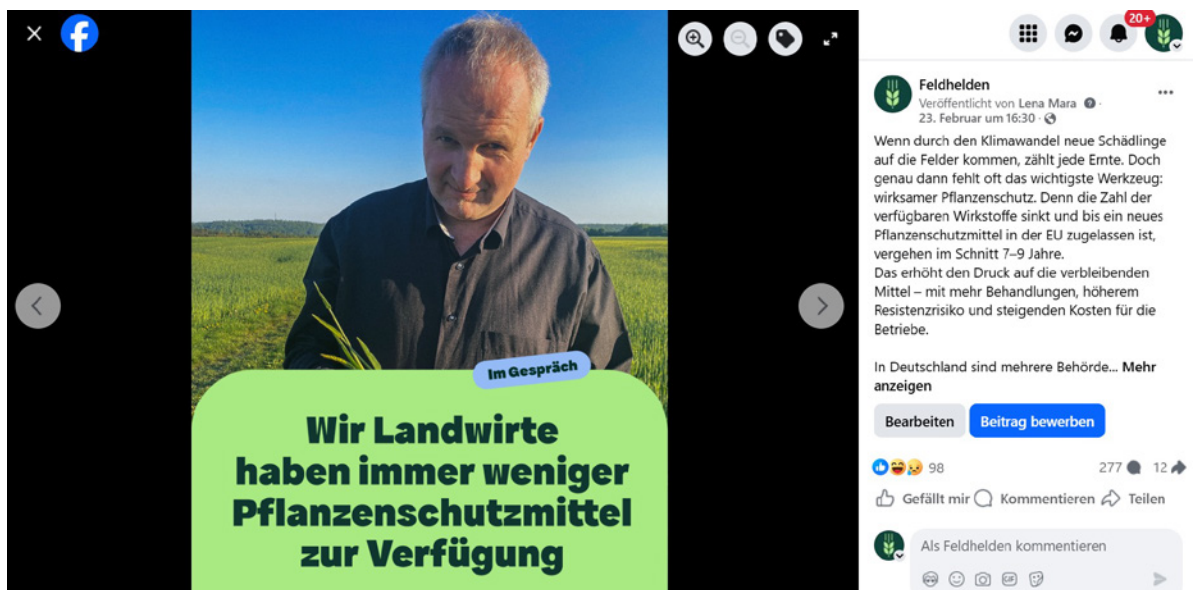 20+
Feldhelden
Veröffentlicht von Lena Mara
23. Februar um 16:30 ·
Wenn durch den Klimawandel neue Schädlinge
auf die Felder kommen, zählt jede Ernte. Doch
genau dann fehlt oft das wichtigste Werkzeug:
wirksamer Pflanzenschutz. Denn die Zahl der
verfügbaren Wirkstoffe sinkt und bis ein neues
Pflanzenschutzmittel in der EU zugelassen ist,
vergehen im Schnitt 7–9 Jahre.
Das erhöht den Druck auf die verbleibenden
Mittel – mit mehr Behandlungen, höherem
Resistenzrisiko und steigenden Kosten für die
Betriebe.
In Deutschland sind mehrere Behörde... Mehr
anzeigen
Bearbeiten Beitrag bewerben
98 277 12
Gefällt mir Kommentieren Teilen
Als Feldhelden kommentieren
GIF
Im Gespräch
Wir Landwirte
haben immer weniger
Pflanzenschutzmittel
zur Verfügung